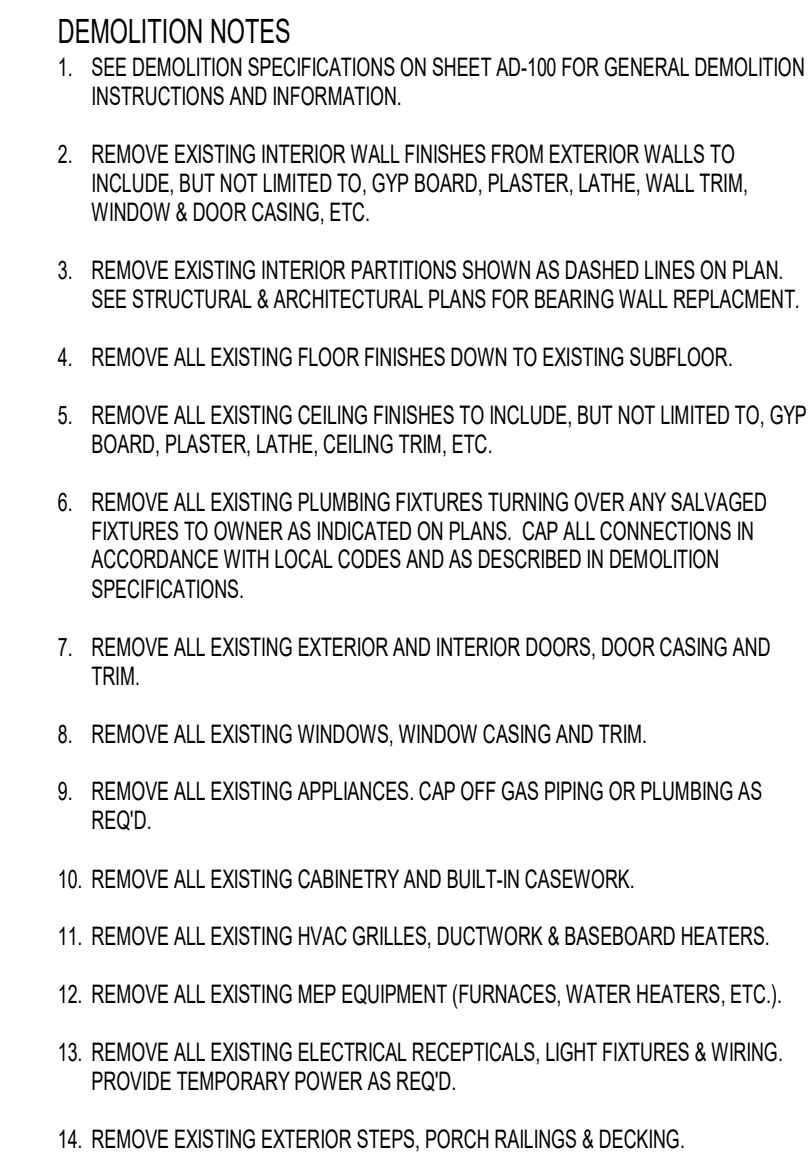 DEMOLITION NOTES
1. SEE DEMOLITION SPECIFICATIONS ON SHEET AD-100 FOR GENERAL DEMOLITION
INSTRUCTIONS AND INFORMATION.
2. REMOVE EXISTING INTERIOR WALL FINISHES FROM EXTERIOR WALLS TO
INCLUDE, BUT NOT LIMITED TO, GYP BOARD, PLASTER, LATHE, WALL TRIM,
WINDOW & DOOR CASING, ETC.
3. REMOVE EXISTING INTERIOR PARTITIONS SHOWN AS DASHED LINES ON PLAN.
SEE STRUCTURAL & ARCHITECTURAL PLANS FOR BEARING WALL REPLACMENT.
4. REMOVE ALL EXISTING FLOOR FINISHES DOWN TO EXISTING SUBFLOOR.
5. REMOVE ALL EXISTING CEILING FINISHES TO INCLUDE, BUT NOT LIMITED TO, GYP
BOARD, PLASTER, LATHE, CEILING TRIM, ETC.
6. REMOVE ALL EXISTING PLUMBING FIXTURES TURNING OVER ANY SALVAGED
FIXTURES TO OWNER AS INDICATED ON PLANS. CAP ALL CONNECTIONS IN
ACCORDANCE WITH LOCAL CODES AND AS DESCRIBED IN DEMOLITION
SPECIFICATIONS.
7. REMOVE ALL EXISTING EXTERIOR AND INTERIOR DOORS, DOOR CASING AND
TRIM.
8. REMOVE ALL EXISTING WINDOWS, WINDOW CASING AND TRIM.
9. REMOVE ALL EXISTING APPLIANCES. CAP OFF GAS PIPING OR PLUMBING AS
REQ'D.
10. REMOVE ALL EXISTING CABINETRY AND BUILT-IN CASEWORK.
11. REMOVE ALL EXISTING HVAC GRILLES, DUCTWORK & BASEBOARD HEATERS.
12. REMOVE ALL EXISTING MEP EQUIPMENT (FURNACES, WATER HEATERS, ETC.).
13. REMOVE ALL EXISTING ELECTRICAL RECEPTICALS, LIGHT FIXTURES & WIRING.
PROVIDE TEMPORARY POWER AS REQ'D.
14. REMOVE EXISTING EXTERIOR STEPS, PORCH RAILINGS & DECKING.